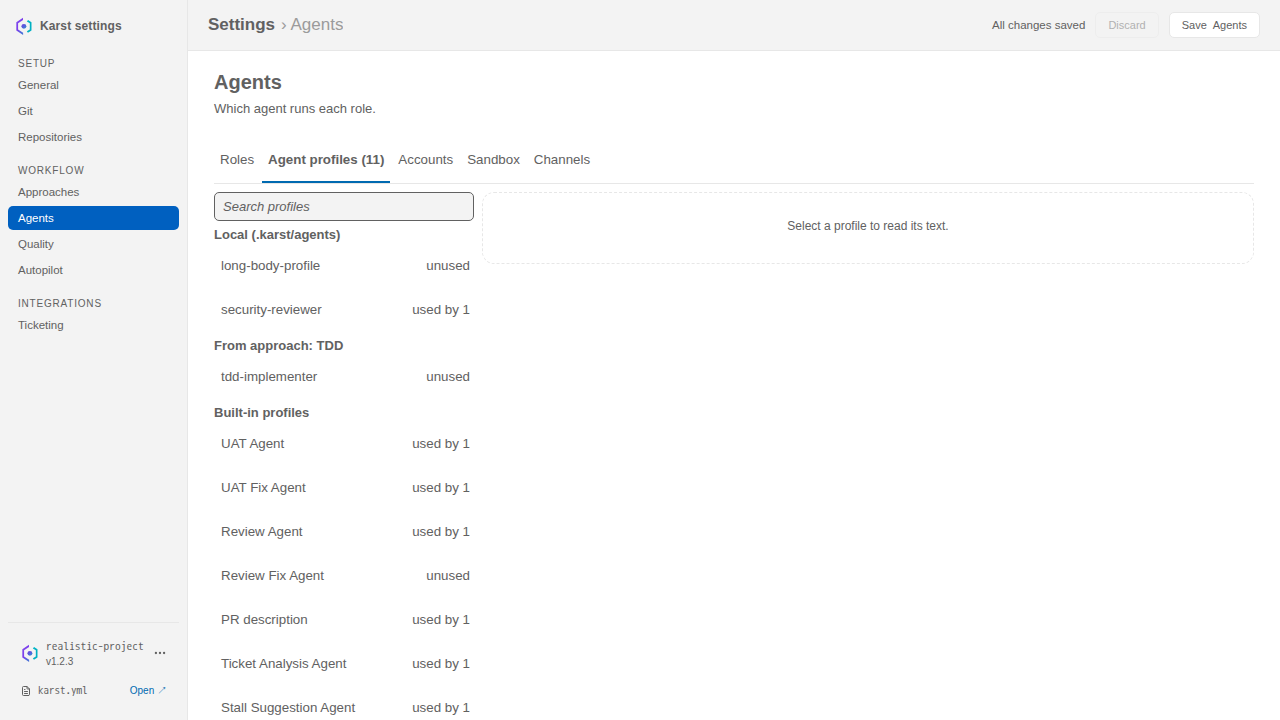 Karst settings
SETUP
General
Git
Repositories
WORKFLOW
Approaches
Agents
Quality
Autopilot
INTEGRATIONS
Ticketing
realistic-project
v1.2.3
karst.yml
Open ↗
Settings › Agents
All changes saved
Discard
Save Agents
Agents
Which agent runs each role.
Roles
Agent profiles (11)
Accounts
Sandbox
Channels
Search profiles
Local (.karst/agents)
long-body-profile unused
security-reviewer used by 1
From approach: TDD
tdd-implementer unused
Built-in profiles
UAT Agent used by 1
UAT Fix Agent used by 1
Review Agent used by 1
Review Fix Agent unused
PR description used by 1
Ticket Analysis Agent used by 1
Stall Suggestion Agent used by 1
Select a profile to read its text.